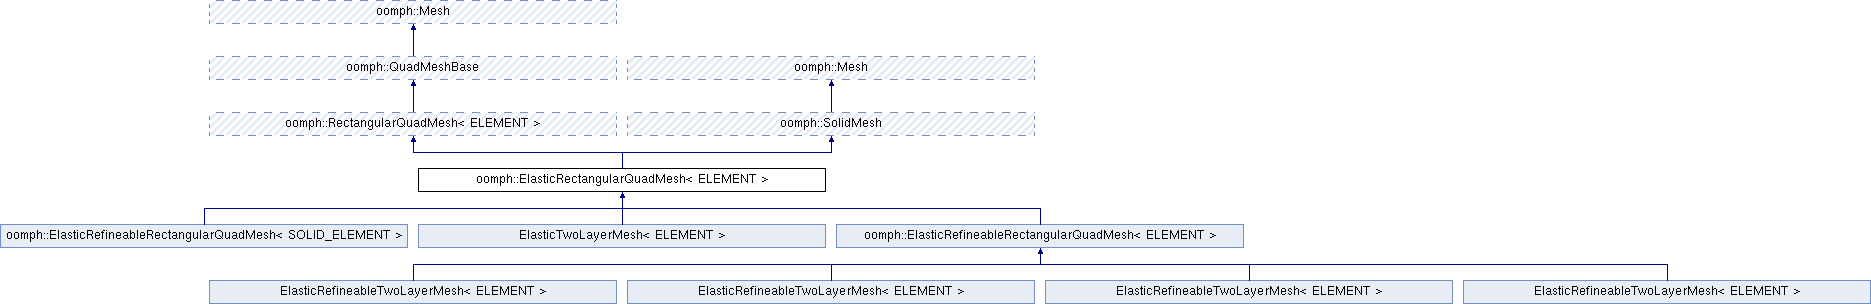 oomph::Mesh
oomph::QuadMeshBase
oomph::Mesh
oomph::RectangularQuadMesh< ELEMENT >
oomph::SolidMesh
oomph::ElasticRectangularQuadMesh< ELEMENT >
oomph::ElasticRefineableRectangularQuadMesh< SOLID_ELEMENT >
ElasticTwoLayerMesh< ELEMENT >
oomph::ElasticRefineableRectangularQuadMesh< ELEMENT >
ElasticRefineableTwoLayerMesh< ELEMENT >
ElasticRefineableTwoLayerMesh< ELEMENT >
ElasticRefineableTwoLayerMesh< ELEMENT >
ElasticRefineableTwoLayerMesh< ELEMENT >